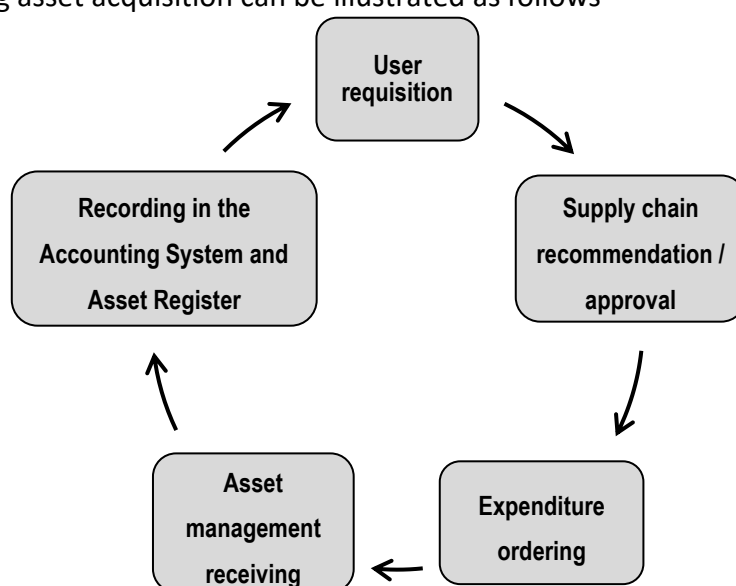 asset acquisition can be illustrated as follows
User
requisition
Supply chain
recommendation /
approval
Expenditure
ordering
Asset
management
receiving
Recording in the
Accounting System and
Asset Register